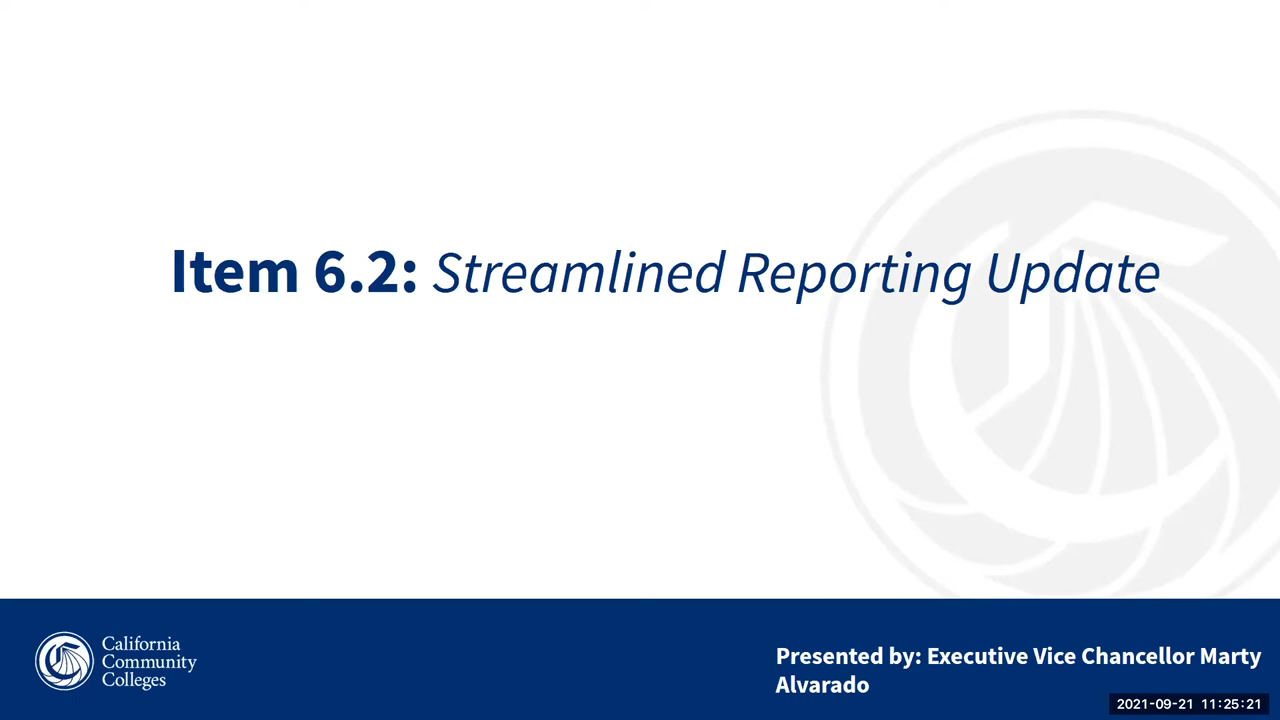 Item 6.2: Streamlined Reporting Update
California
Community
Colleges
Presented by: Executive Vice Chancellor Marty
Alvarado
2021-09-21 11:25:21